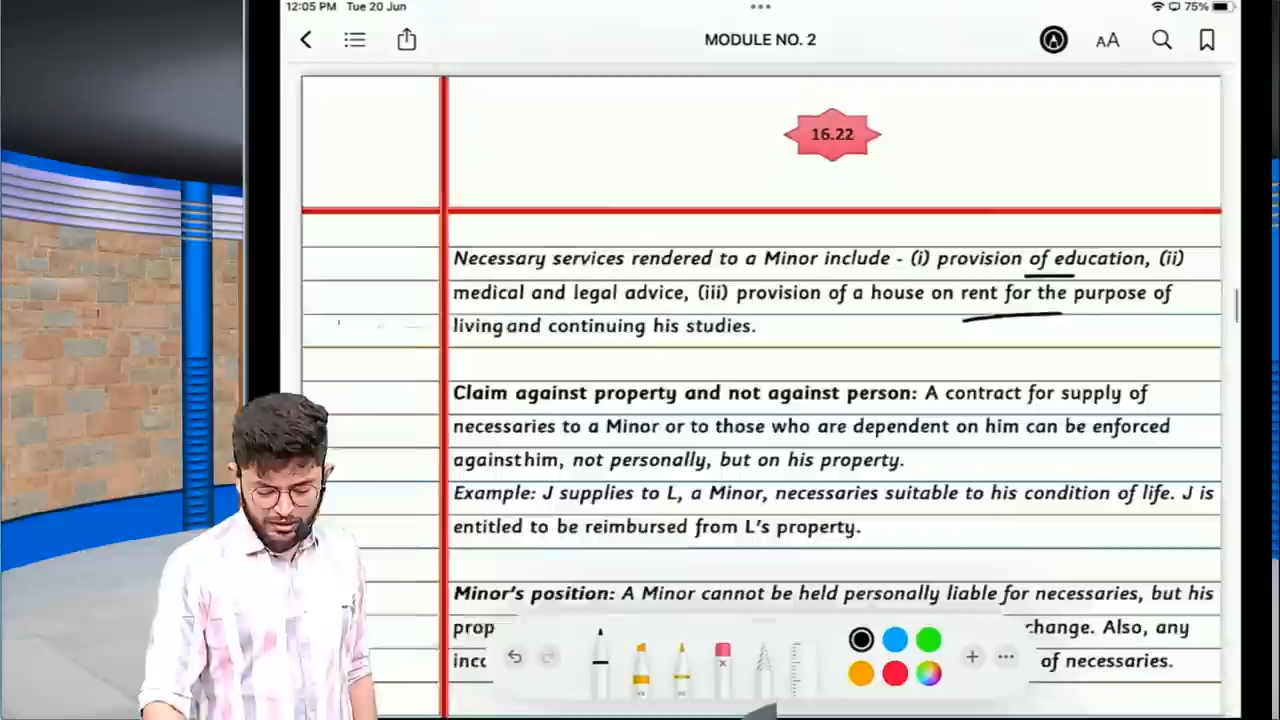 12:05 PM Tue 20 Jun
75%
MODULE NO. 2
AA
16.22
Necessary services rendered to a Minor include - (i) provision of education, (ii)
medical and legal advice, (iii) provision of a house on rent for the purpose of
living and continuing his studies.
Claim against property and not against person: A contract for supply of
necessaries to a Minor or to those who are dependent on him can be enforced
against him, not personally, but on his property.
Example: J supplies to L, a Minor, necessaries suitable to his condition of life. J is
entitled to be reimbursed from L's property.
Minor's position: A Minor cannot be held personally liable for necessaries, but his
change. Also, any
of necessaries.